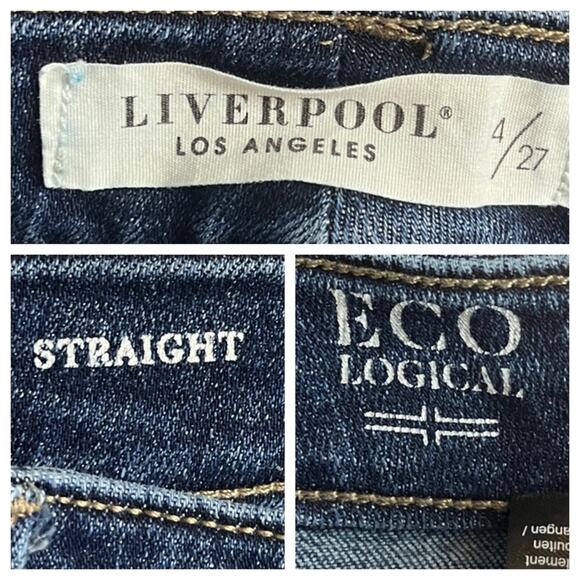 LIVERPOOL®
LOS ANGELES
4/27
STRAIGHT
ECO
LOGICAL